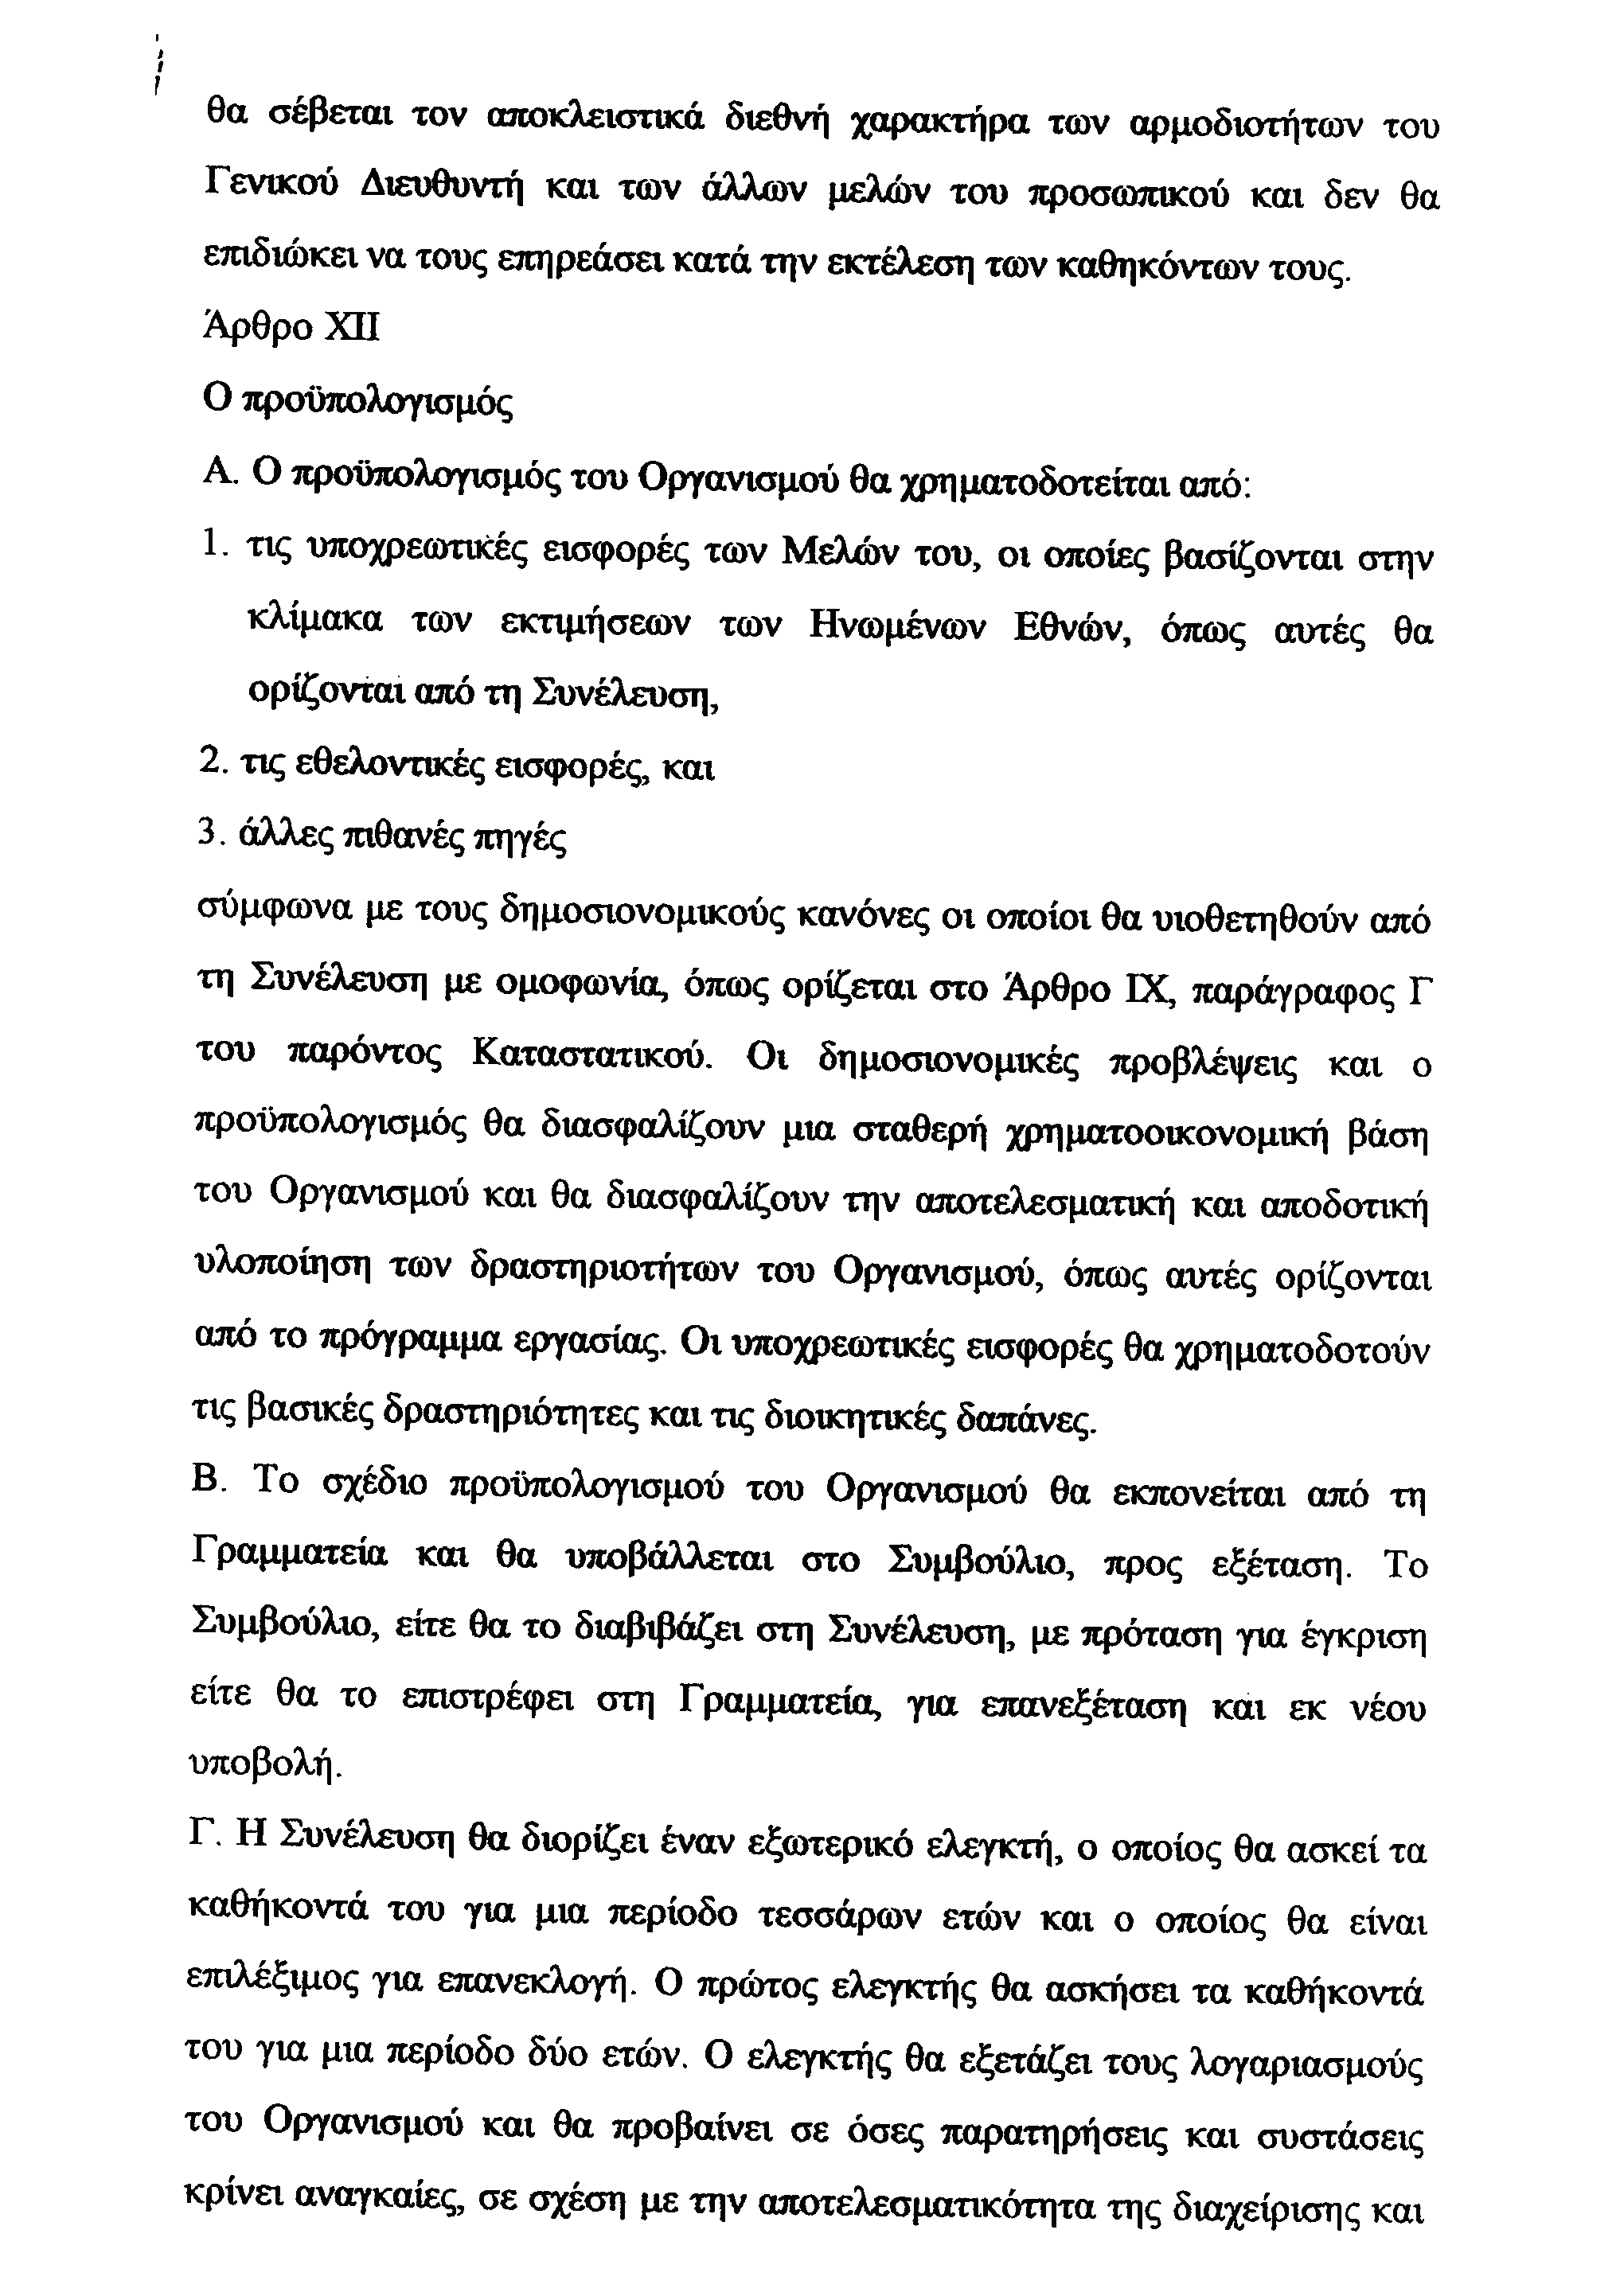 θα σέβεται τον αποκλειστικά διεθνή χαρακτήρα των αρμοδιοτήτων του
Γενικού Διευθυντή και των άλλων μελών του προσωπικού και δεν θα
επιδιώκει να τους επηρεάσει κατά την εκτέλεση των καθηκόντων τους.
Άρθρο XII
Ο προϋπολογισμός
Α. Ο προϋπολογισμός του Οργανισμού θα χρηματοδοτείται από:
1. τις υποχρεωτικές εισφορές των Μελών του, οι οποίες βασίζονται στην
κλίμακα των εκτιμήσεων των Ηνωμένων Εθνών, όπως αυτές θα
ορίζονται από τη Συνέλευση,
2. τις εθελοντικές εισφορές, και
3. άλλες πιθανές πηγές
σύμφωνα με τους δημοσιονομικούς κανόνες οι οποίοι θα υιοθετηθούν από
τη Συνέλευση με ομοφωνία, όπως ορίζεται στο Άρθρο IX, παράγραφος Γ
του παρόντος Καταστατικού. Οι δημοσιονομικές προβλέψεις και ο
προϋπολογισμός θα διασφαλίζουν μια σταθερή χρηματοοικονομική βάση
του Οργανισμού και θα διασφαλίζουν την αποτελεσματική και αποδοτική
υλοποίηση των δραστηριοτήτων του Οργανισμού, όπως αυτές ορίζονται
από το πρόγραμμα εργασίας. Οι υποχρεωτικές εισφορές θα χρηματοδοτούν
τις βασικές δραστηριότητες και τις διοικητικές δαπάνες.
Β. Το σχέδιο προϋπολογισμού του Οργανισμού θα εκπονείται από τη
Γραμματεία και θα υποβάλλεται στο Συμβούλιο, προς εξέταση. Το
Συμβούλιο, είτε θα το διαβιβάζει στη Συνέλευση, με πρόταση για έγκριση
είτε θα το επιστρέφει στη Γραμματεία, για επανεξέταση και εκ νέου
υποβολή.
Γ. Η Συνέλευση θα διορίζει έναν εξωτερικό ελεγκτή, ο οποίος θα ασκεί τα
καθήκοντά του για μια περίοδο τεσσάρων ετών και ο οποίος θα είναι
επιλέξιμος για επανεκλογή. Ο πρώτος ελεγκτής θα ασκήσει τα καθήκοντά
του για μια περίοδο δύο ετών. Ο ελεγκτής θα εξετάζει τους λογαριασμούς
του Οργανισμού και θα προβαίνει σε όσες παρατηρήσεις και συστάσεις
κρίνει αναγκαίες, σε σχέση με την αποτελεσματικότητα της διαχείρισης και